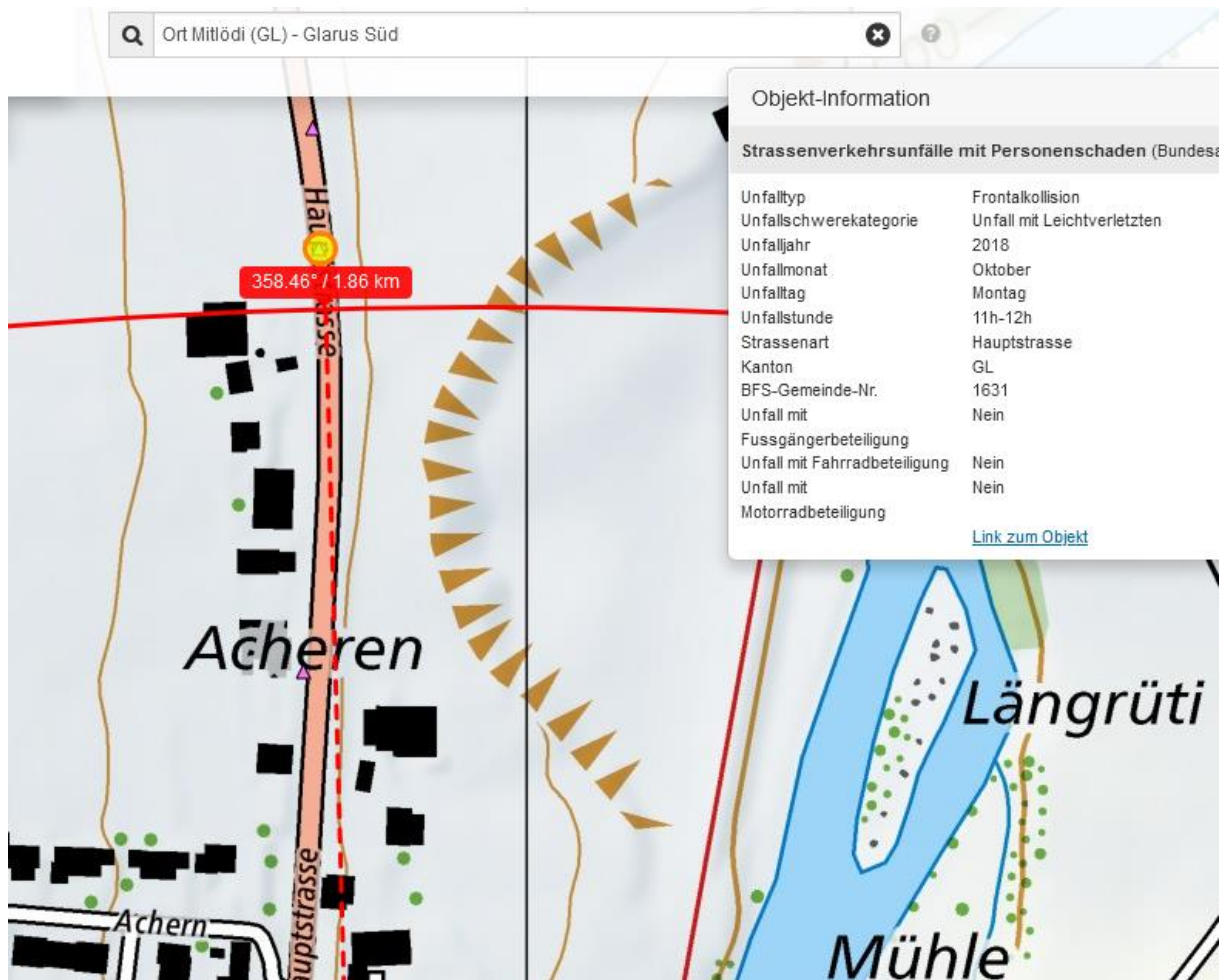 Ort Mitlödi (GL) - Glarus Süd
?
Objekt-Information
Strassenverkehrsunfälle mit Personenschaden (Bundesa
Unfalltyp Frontalkollision
Unfallschwerekategorie Unfall mit Leichtverletzten
Unfalljahr 2018
Unfallmonat Oktober
Unfalltag Montag
Unfallstunde 11h-12h
Strassenart Hauptstrasse
Kanton GL
BFS-Gemeinde-Nr. 1631
Unfall mit Nein
Fussgängerbeteiligung
Unfall mit Fahrradbeteiligung Nein
Unfall mit Nein
Motorradbeteiligung
Link zum Objekt
358.46° / 1.86 km
Acheren
Längrüti
Achern
Mühle